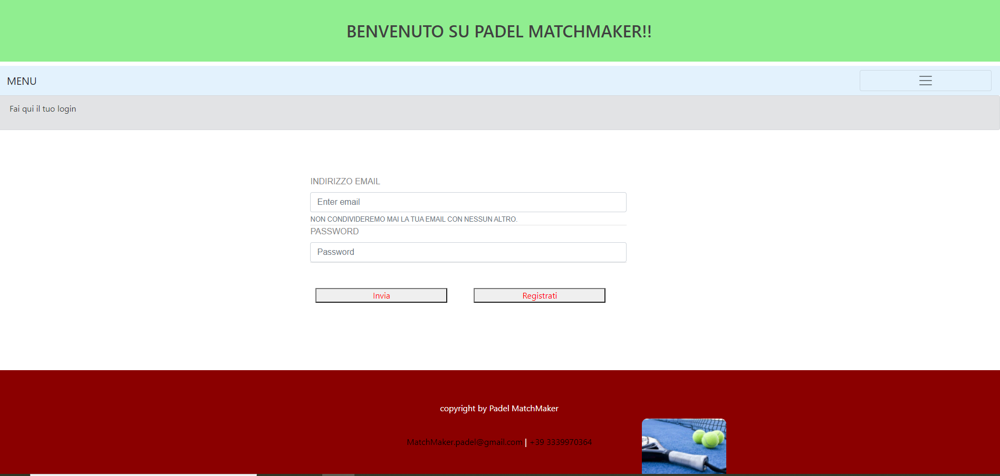 BENVENUTO SU PADEL MATCHMAKER!!
MENU
Fai qui il tuo login
INDIRIZZO EMAIL
Enter email
NON CONDIVIDEREMO MAI LA TUA EMAIL CON NESSUN ALTRO.
PASSWORD
Password
Invia
Registrati
copyright by Padel MatchMaker
MatchMaker.padel@gmail.com | +39 3339970364